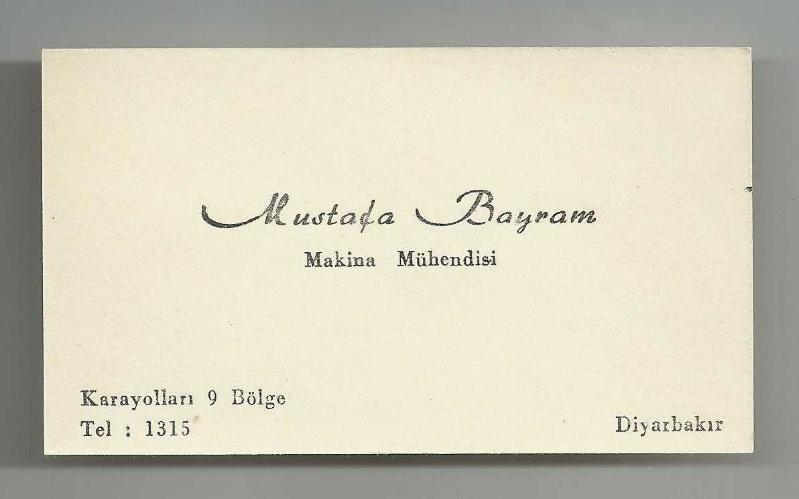 Mustafa Bayram
Makina Mühendisi
Karayolları 9 Bölge
Tel : 1315
Diyarbakır